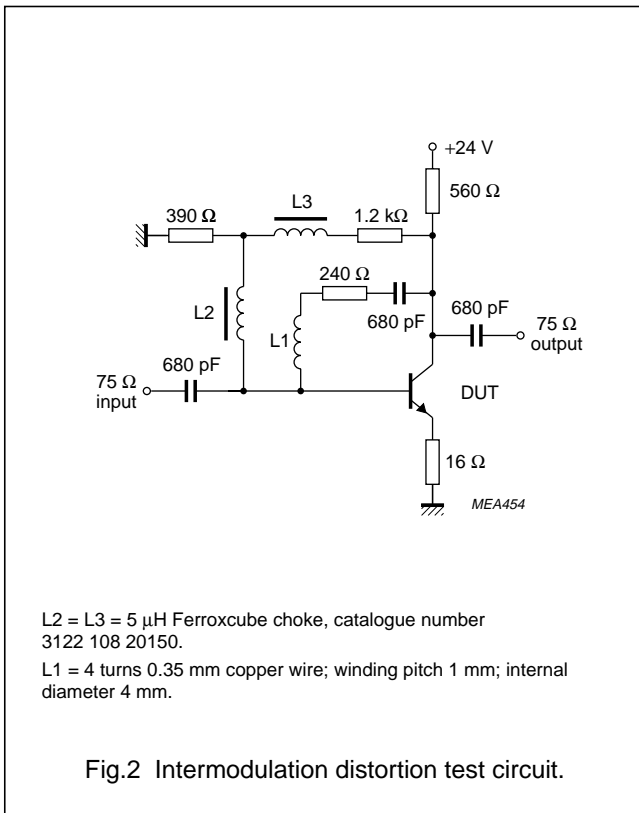 +24 V
560 Ω
L3
390 Ω
1.2 kΩ
240 Ω
L2
L1
680 pF
680 pF
680 pF
75 Ω
input
75 Ω
output
DUT
16 Ω
MEA454
L2 = L3 = 5 µH Ferroxcube choke, catalogue number
3122 108 20150.
L1 = 4 turns 0.35 mm copper wire; winding pitch 1 mm; internal
diameter 4 mm.
Fig.2 Intermodulation distortion test circuit.